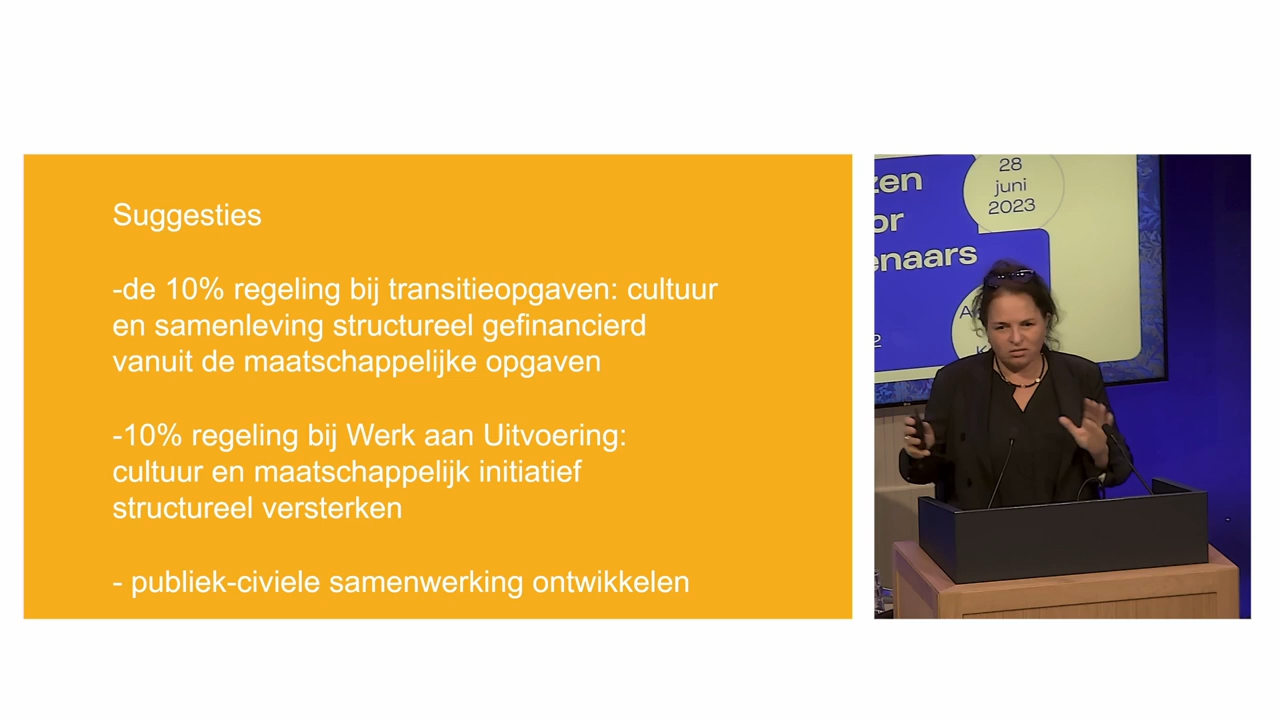 Suggesties
-de 10% regeling bij transitieopgaven: cultuur
en samenleving structureel gefinancierd
vanuit de maatschappelijke opgaven
-10% regeling bij Werk aan Uitvoering:
cultuur en maatschappelijk initiatief
structureel versterken
- publiek-civiele samenwerking ontwikkelen
28
juni
2023
zen
or
enaars
2
A
K